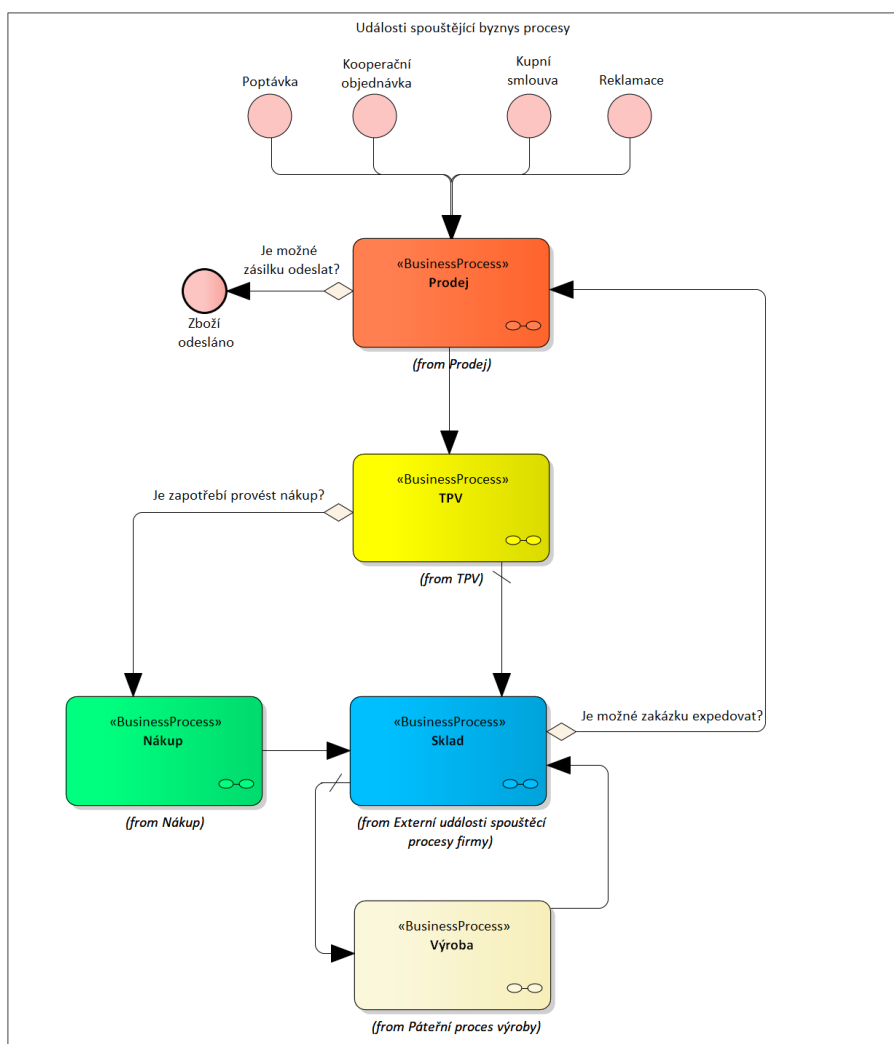 Události spouštějící byznys procesy
Poptávka
Kooperační
objednávka
Kupní
smlouva
Reklamace
Je možné
zásilku odeslat?
Zboží
odesláno
«BusinessProcess»
Prodej
(from Prodej)
Je zapotřebí provést nákup?
«BusinessProcess»
TPV
(from TPV)
«BusinessProcess»
Nákup
(from Nákup)
«BusinessProcess»
Sklad
(from Externí události spouštěcí
procesy firmy)
Je možné zakázku expedovat?
«BusinessProcess»
Výroba
(from Páteřní proces výroby)